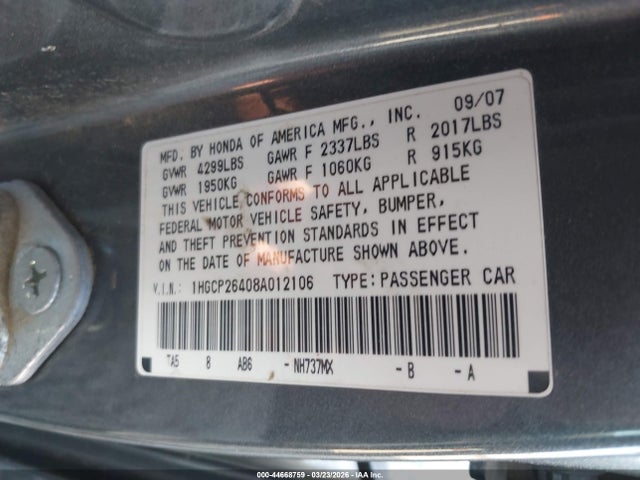 MFD. BY HONDA OF AMERICA MFG., INC. 09/07
GVWR 4299LBS GAWR F 2337LBS R 2017LBS
GVWR 1950KG GAWR F 1060KG R 915KG
THIS VEHICLE CONFORMS TO ALL APPLICABLE
FEDERAL MOTOR VEHICLE SAFETY, BUMPER,
AND THEFT PREVENTION STANDARDS IN EFFECT
ON THE DATE OF MANUFACTURE SHOWN ABOVE.
V.I.N.: 1HGCP26408A012106 TYPE: PASSENGER CAR
TA5 8 AB6 - NH737MX - B - A
000-44668759 - 03/23/2026 - IAA Inc.